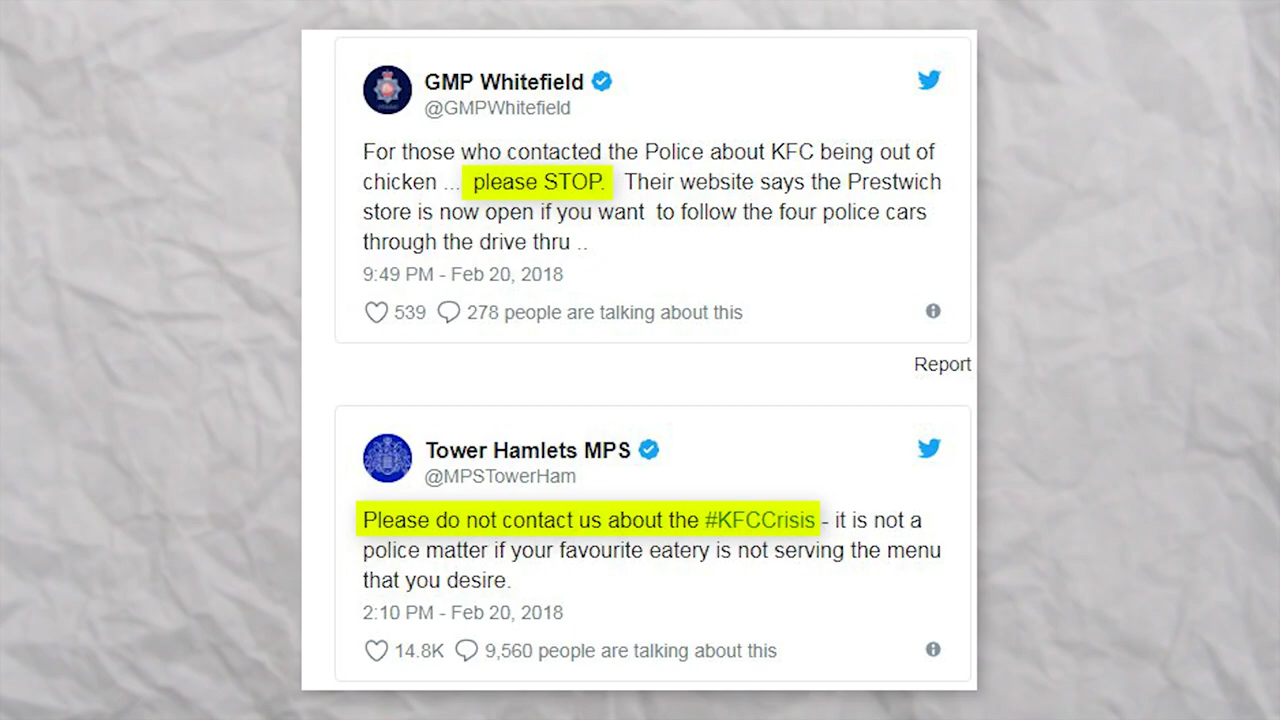 GMP Whitefield
@GMPWhitefield
For those who contacted the Police about KFC being out of
chicken ... please STOP. Their website says the Prestwich
store is now open if you want to follow the four police cars
through the drive thru ..
9:49 PM - Feb 20, 2018
539 278 people are talking about this
Report
Tower Hamlets MPS
@MPSTowerHam
Please do not contact us about the #KFCCrisis - it is not a
police matter if your favourite eatery is not serving the menu
that you desire.
2:10 PM - Feb 20, 2018
14.8K 9,560 people are talking about this